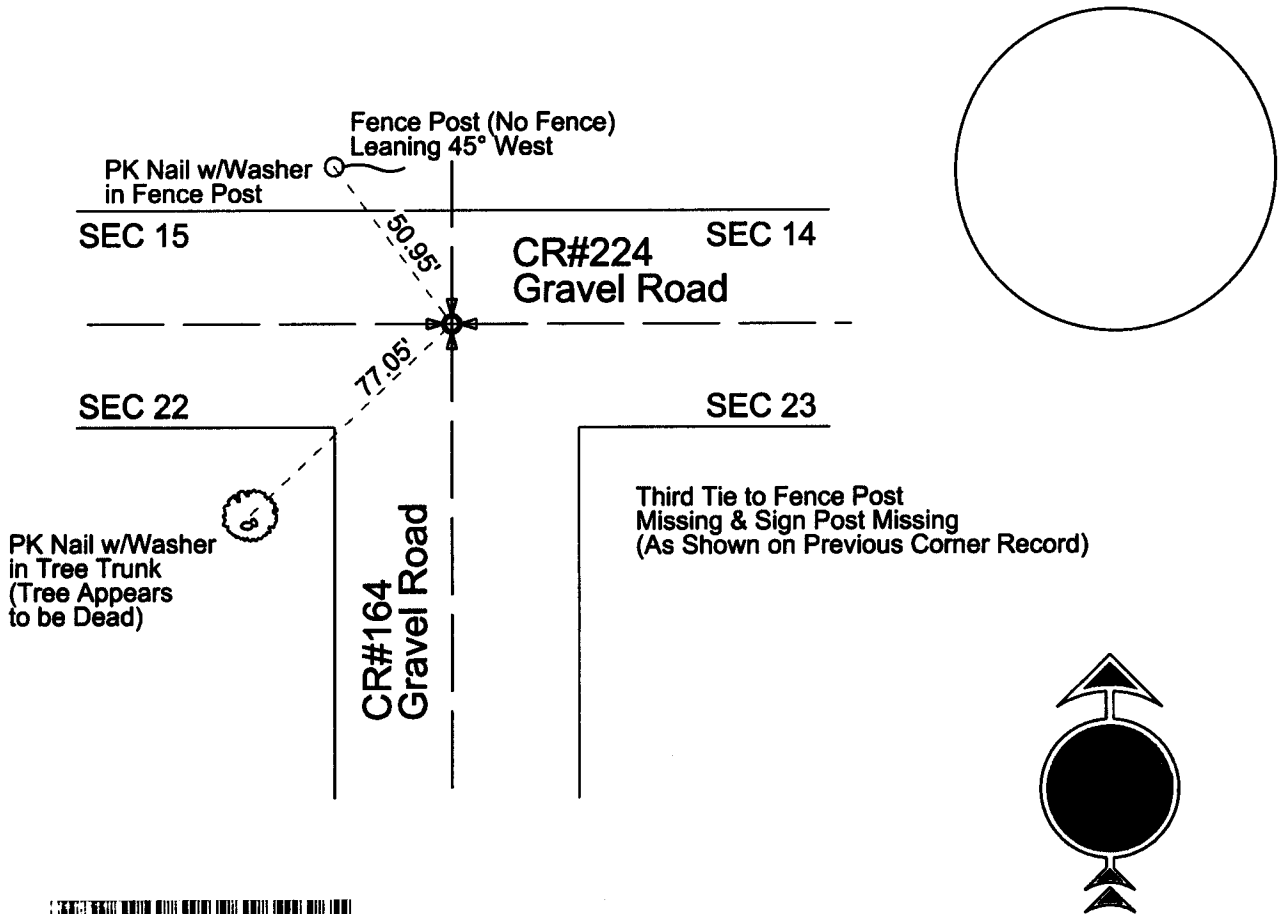 Fence Post (No Fence)
Leaning 45° West
PK Nail w/Washer
in Fence Post
SEC 15
50.95'
SEC 14
CR#224
Gravel Road
77.05'
SEC 22
SEC 23
Third Tie to Fence Post
Missing & Sign Post Missing
(As Shown on Previous Corner Record)
8
PK Nail w/Washer
in Tree Trunk
(Tree Appears
to be Dead)
CR#164
Gravel Road